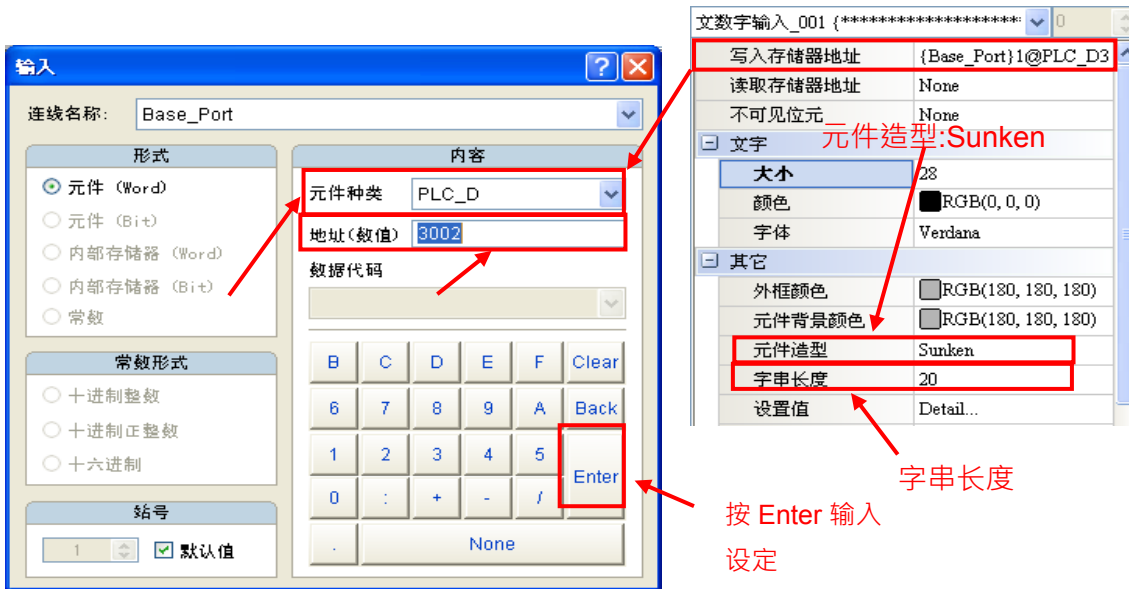 输入
连线名称: Base_Port
形式
元件 (Word)
元件 (Bit)
内部存储器 (Word)
内部存储器 (Bit)
常数
常数形式
十进制整数
十进制正整数
十六进制
站号
1 默认值
内容
元件种类 PLC_D
地址(数值) 3002
数据代码
B C D E F Clear
6 7 8 9 A Back
1 2 3 4 5 Enter
0 : + - /
. None
文数字输入_001 {******************** 0
写入存储器地址 {Base_Port}1@PLC_D3
读取存储器地址 None
不可见位元 None
文字
元件造型:Sunken
大小 28
颜色 RGB(0, 0, 0)
字体 Verdana
其它
外框颜色 RGB(180, 180, 180)
元件背景颜色 RGB(180, 180, 180)
元件造型 Sunken
字串长度 20
设置值 Detail...
字串长度
按 Enter 输入
设定